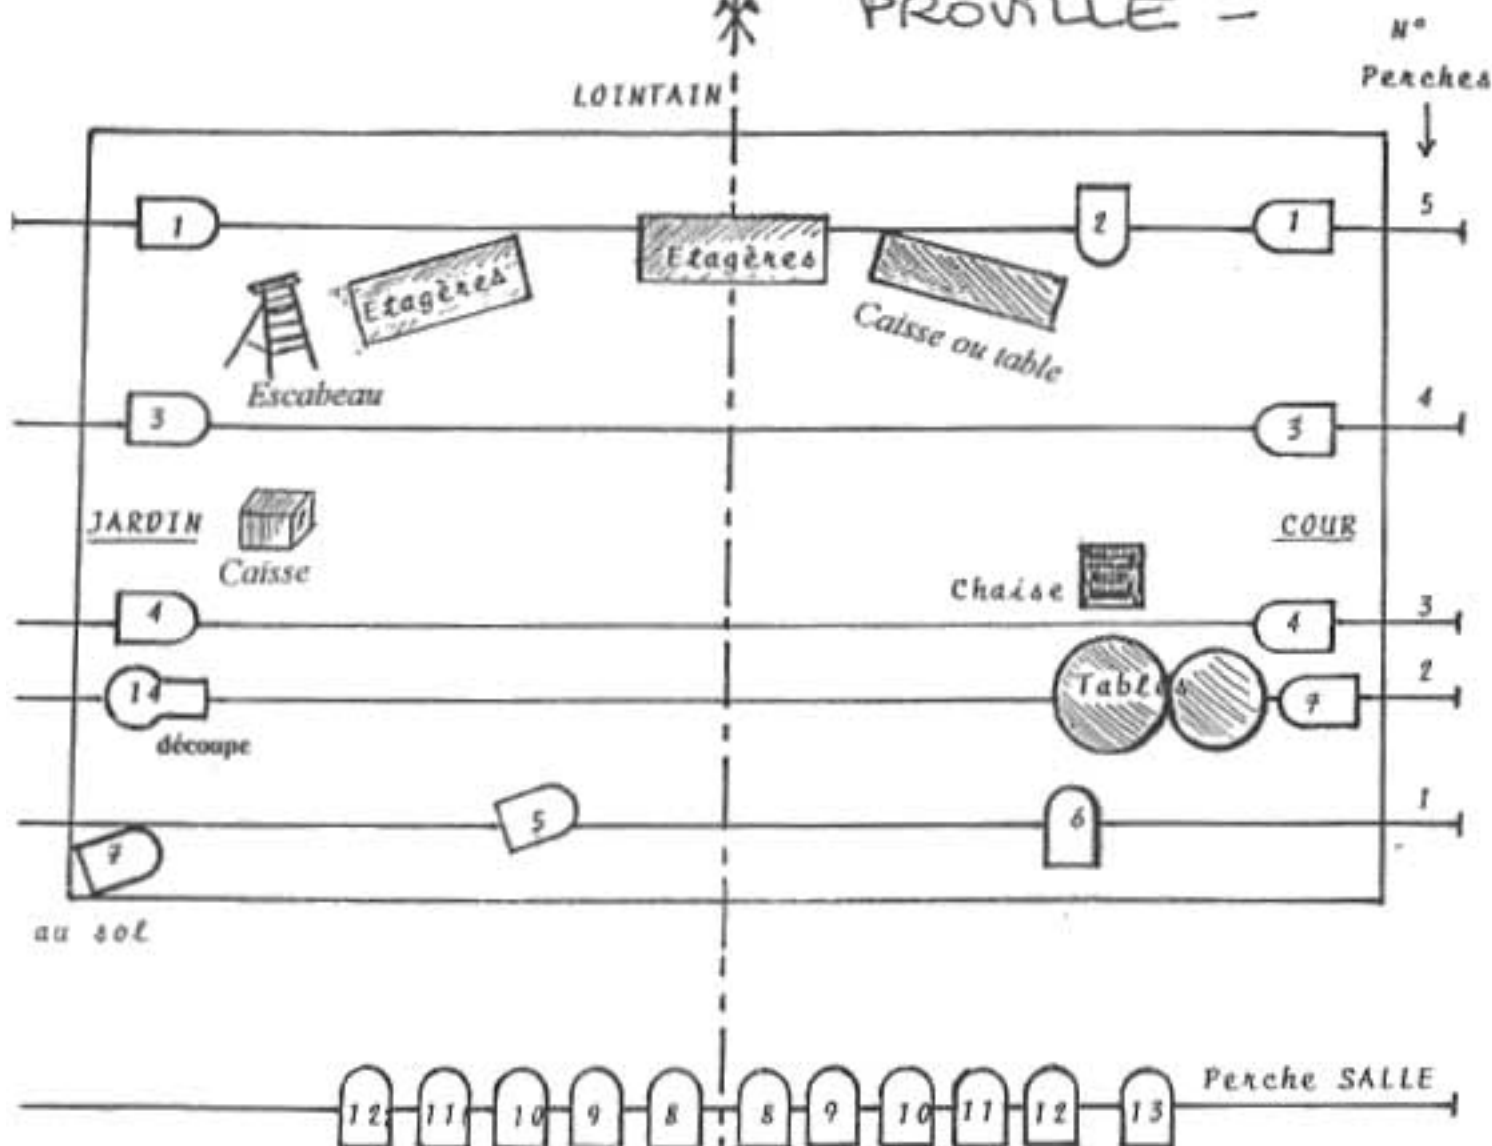 PROVILLE -
N°
Perches
LOINTAIN
1
Etagères
2
1
5
Etagères
Caisse ou table
Escabeau
3
3
4
JARDIN
COUR
Caisse
Chaise
4
4
3
14
Tables
7
2
découpe
5
6
1
7
au sol
Perche SALLE
12 11 10 9 8 8 9 10 11 12 13